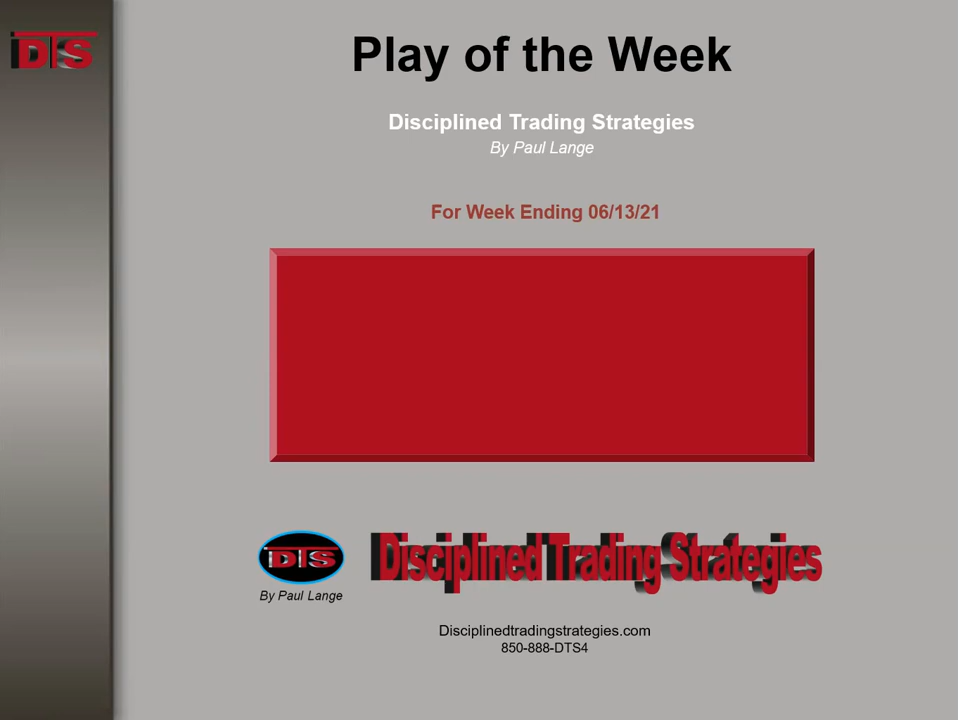 DTS
Play of the Week
Disciplined Trading Strategies
By Paul Lange
For Week Ending 06/13/21
DTS
Disciplined Trading Strategies
By Paul Lange
Disciplinedtradingstrategies.com
850-888-DTS4